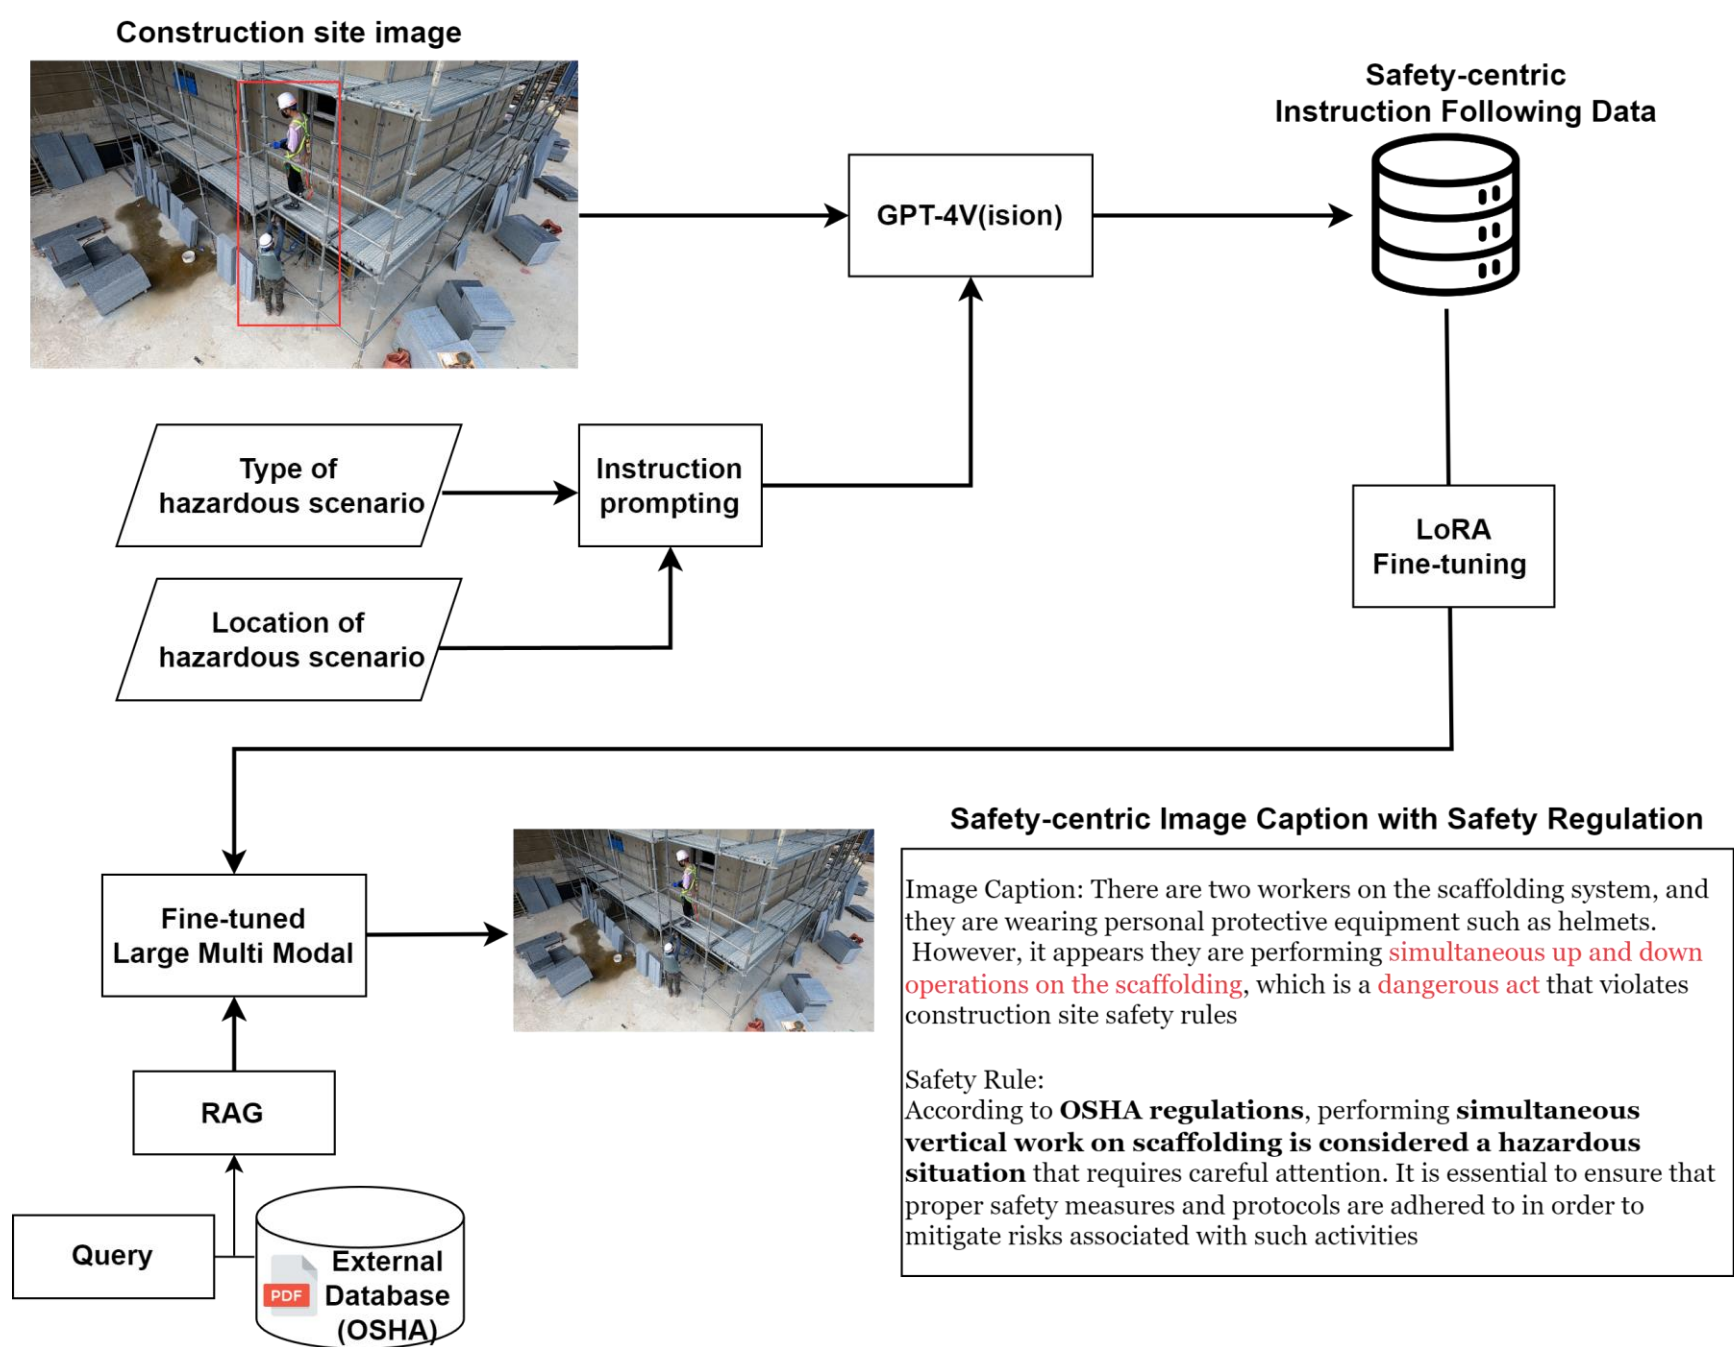 Construction site image
Safety-centric
Instruction Following Data
GPT-4V(ision)
Type of
hazardous scenario
Instruction
prompting
Location of
hazardous scenario
LoRA
Fine-tuning
Fine-tuned
Large Multi Modal
RAG
Query
PDF
External
Database
(OSHA)
Safety-centric Image Caption with Safety Regulation
Image Caption: There are two workers on the scaffolding system, and
they are wearing personal protective equipment such as helmets.
However, it appears they are performing simultaneous up and down
operations on the scaffolding, which is a dangerous act that violates
construction site safety rules
Safety Rule:
According to OSHA regulations, performing simultaneous
vertical work on scaffolding is considered a hazardous
situation that requires careful attention. It is essential to ensure that
proper safety measures and protocols are adhered to in order to
mitigate risks associated with such activities